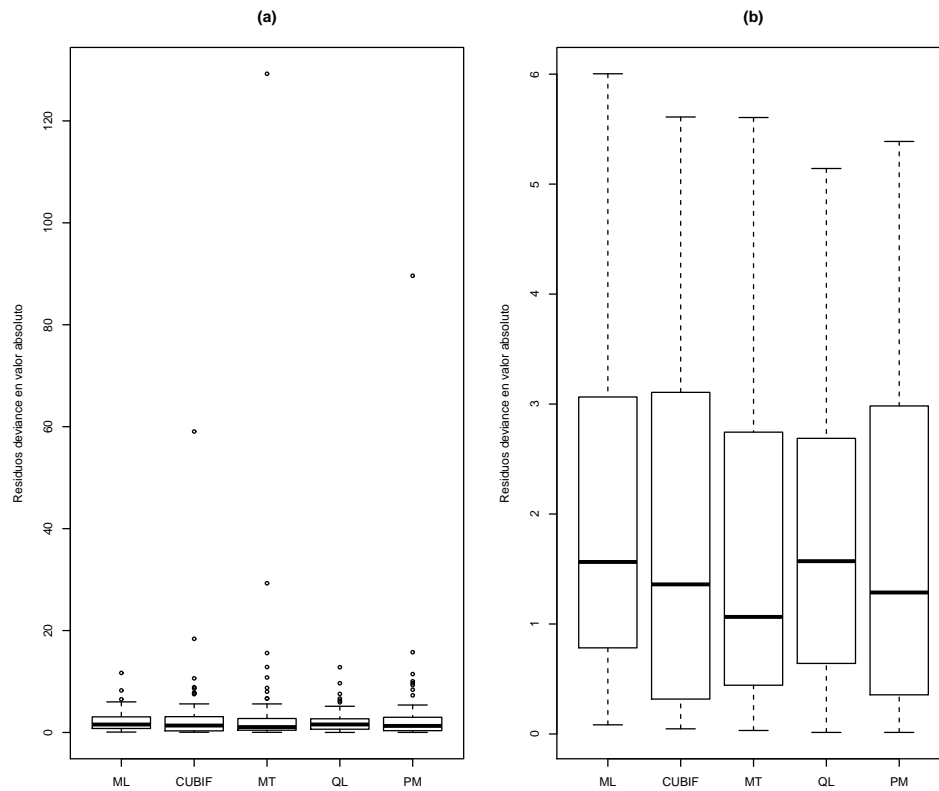 (a)
Residuos deviance en valor absoluto
120
100
80
60
40
20
0
ML CUBIF MT QL PM
(b)
Residuos deviance en valor absoluto
6
5
4
3
2
1
0
ML CUBIF MT QL PM